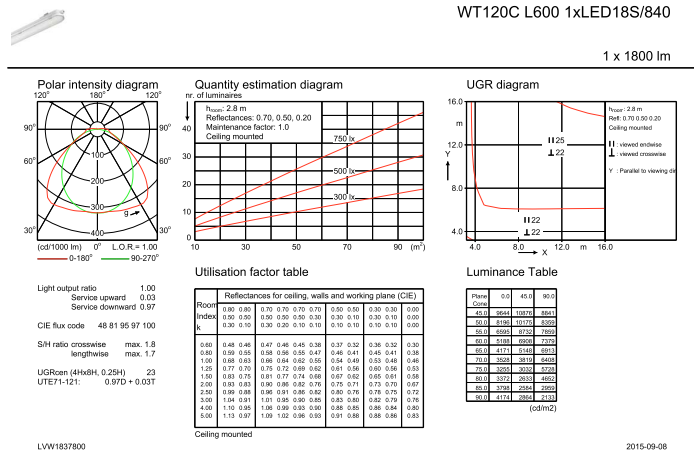 WT120C L600 1xLED18S/840
1 x 1800 lm
Polar intensity diagram
120° 180° 120°
90° 90°
60° 60°
30° 30°
100
200
300
400
g
(cd/1000 lm) 0° L.O.R.= 1.00
0-180° 90-270°
Quantity estimation diagram
nr. of luminaires
hroom: 2.8 m
Reflectances: 0.70, 0.50, 0.20
Maintenance factor: 1.0
Ceiling mounted
40
30
20
10
0
750 lx
500 lx
300 lx
10 30 50 70 90 (m²)
UGR diagram
16.0
m
12.0
Y
8.0
4.0
25
22
22
22
4.0 8.0 12.0 m 16.0
X
hroom: 2.8 m
Refl: 0.70 0.50 0.20
Ceiling mounted
: viewed endwise
: viewed crosswise
Y : Parallel to viewing dir
Light output ratio 1.00
Service upward 0.03
Service downward 0.97
CIE flux code 48 81 95 97 100
S/H ratio crosswise max. 1.8
lengthwise max. 1.7
UGRcen (4Hx8H, 0.25H) 23
UTE71-121: 0.97D + 0.03T
Utilisation factor table
Room Index k
Reflectances for ceiling, walls and working plane (CIE)
0.80 0.80 0.70 0.70 0.70 0.70 0.50 0.50 0.30 0.30 0.00
0.50 0.50 0.50 0.50 0.50 0.30 0.30 0.10 0.30 0.10 0.00
0.30 0.10 0.30 0.20 0.10 0.10 0.10 0.10 0.10 0.10 0.00
0.60 0.48 0.46 0.47 0.46 0.45 0.38 0.37 0.32 0.36 0.32 0.30
0.80 0.59 0.55 0.58 0.56 0.55 0.47 0.46 0.41 0.45 0.41 0.38
1.00 0.68 0.63 0.66 0.64 0.62 0.55 0.54 0.49 0.53 0.48 0.46
1.25 0.77 0.70 0.75 0.72 0.69 0.62 0.61 0.56 0.60 0.56 0.53
1.50 0.83 0.75 0.81 0.77 0.74 0.68 0.67 0.62 0.65 0.61 0.58
2.00 0.93 0.83 0.90 0.86 0.82 0.76 0.75 0.71 0.73 0.70 0.67
2.50 0.99 0.88 0.96 0.91 0.86 0.82 0.80 0.76 0.78 0.75 0.72
3.00 1.04 0.91 1.01 0.95 0.90 0.85 0.83 0.80 0.82 0.79 0.76
4.00 1.10 0.95 1.06 0.99 0.93 0.90 0.88 0.85 0.86 0.84 0.80
5.00 1.13 0.97 1.09 1.02 0.96 0.93 0.91 0.88 0.88 0.86 0.83
Ceiling mounted
Luminance Table
Plane Cone 0.0 45.0 90.0
45.0 9644 10876 8841
50.0 8196 10175 8359
55.0 6595 8732 7859
60.0 5188 6908 7379
65.0 4171 5148 6913
70.0 3528 3819 6408
75.0 3255 3032 5728
80.0 3372 2633 4652
85.0 3798 2584 2959
90.0 4174 2864 2133
(cd/m2)
LVW1837800
2015-09-08